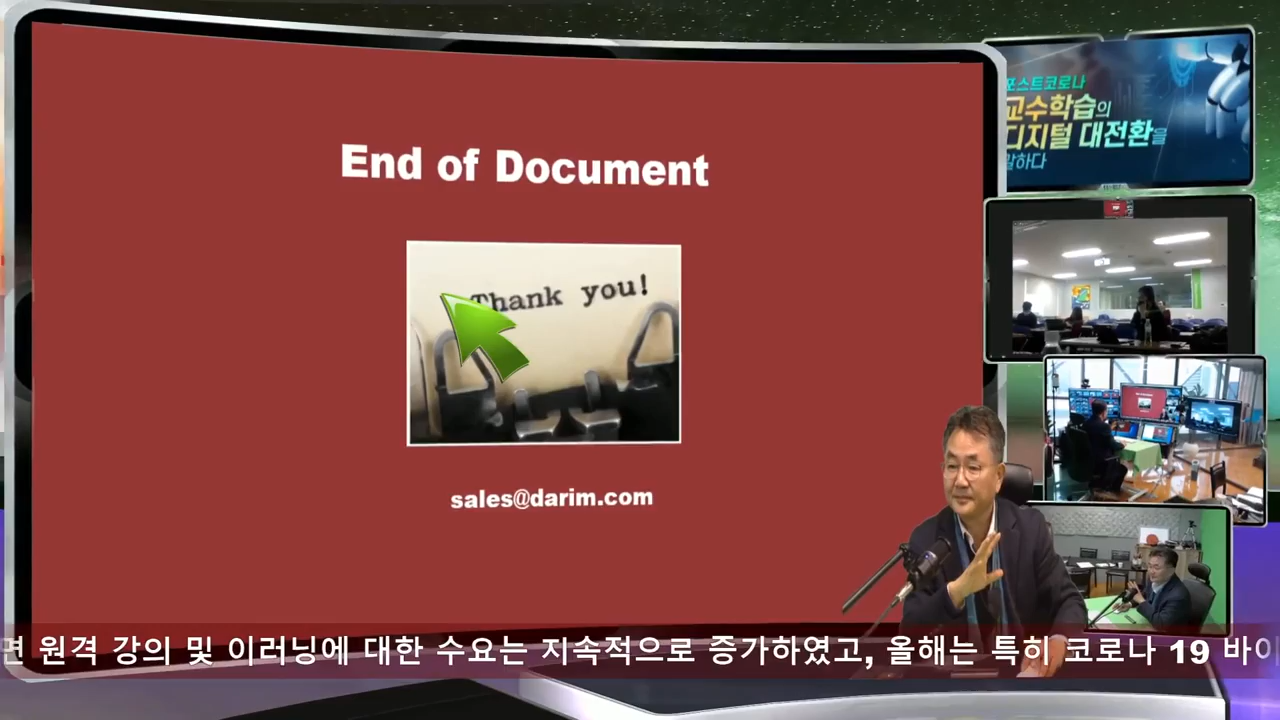 End of Document
Thank you!
sales@darim.com
포스트코로나
교수학습의
디지털 대전환을
말하다
면 원격 강의 및 이러닝에 대한 수요는 지속적으로 증가하였고, 올해는 특히 코로나 19 바이